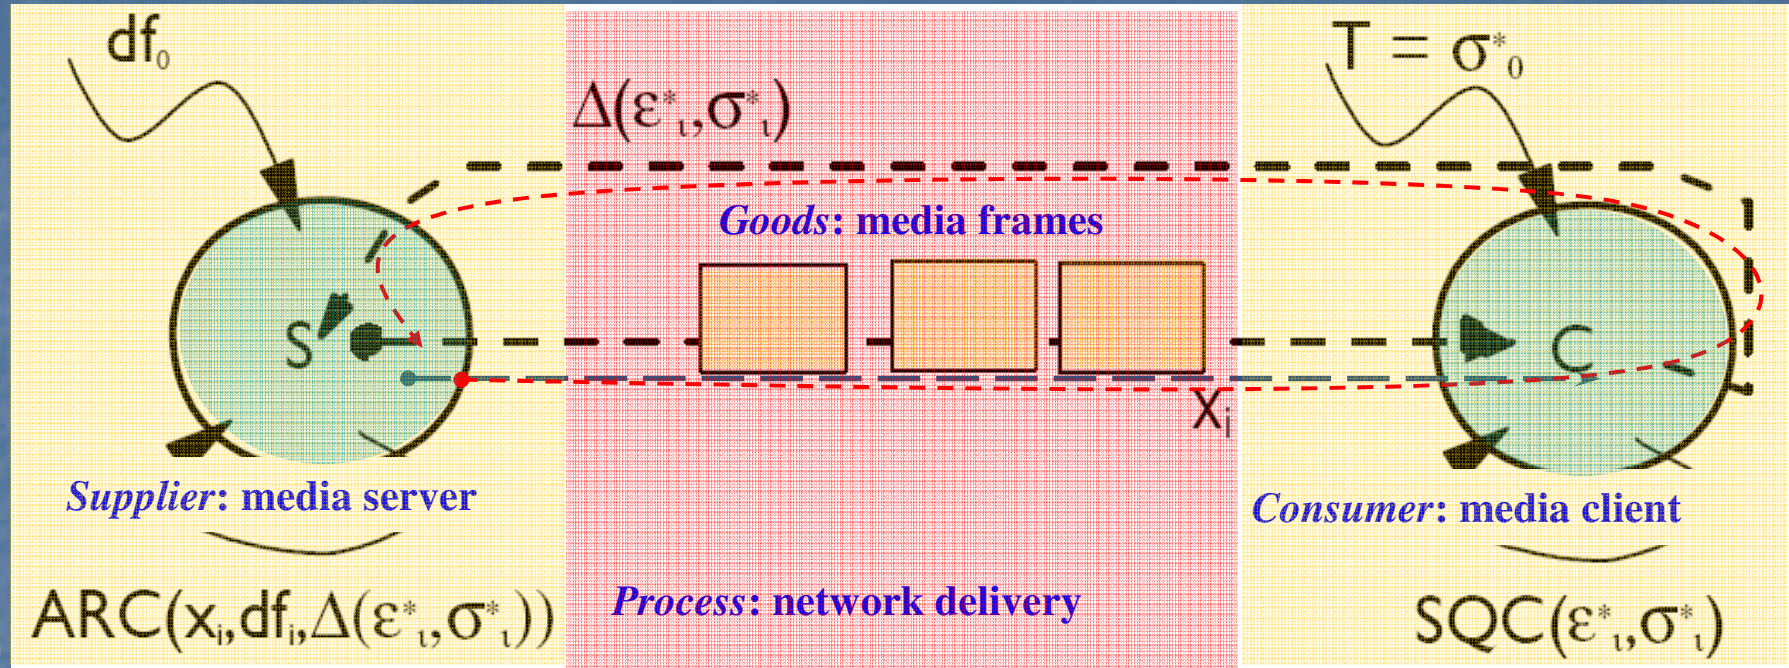 df₀
T = σ*₀
Δ(ε*ι,σ*ι)
Goods: media frames
S
C
Xᵢ
Supplier: media server
Consumer: media client
Process: network delivery
ARC(xᵢ,dfᵢ,Δ(ε*ι,σ*ι))
SQC(ε*ι,σ*ι)